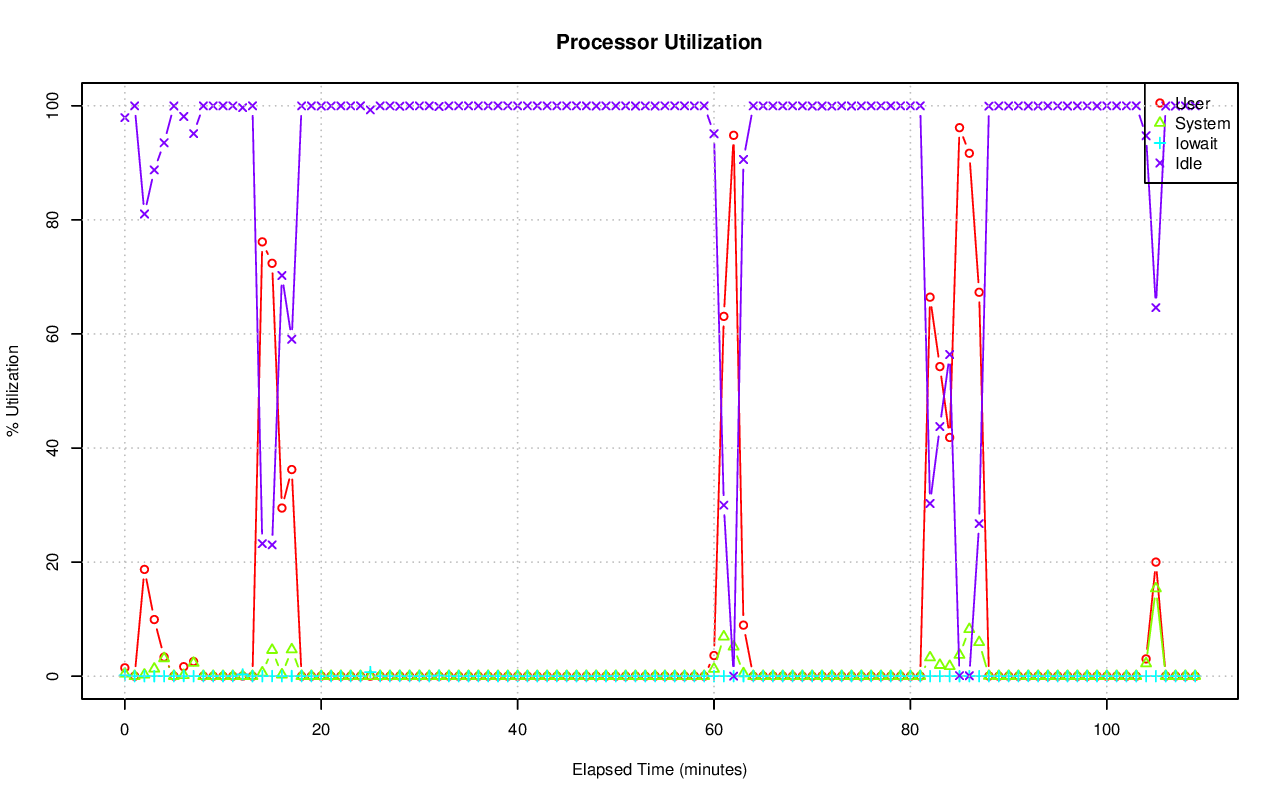 Processor Utilization
100
80
60
40
20
0
% Utilization
User
System
Iowait
Idle
0 20 40 60 80 100
Elapsed Time (minutes)